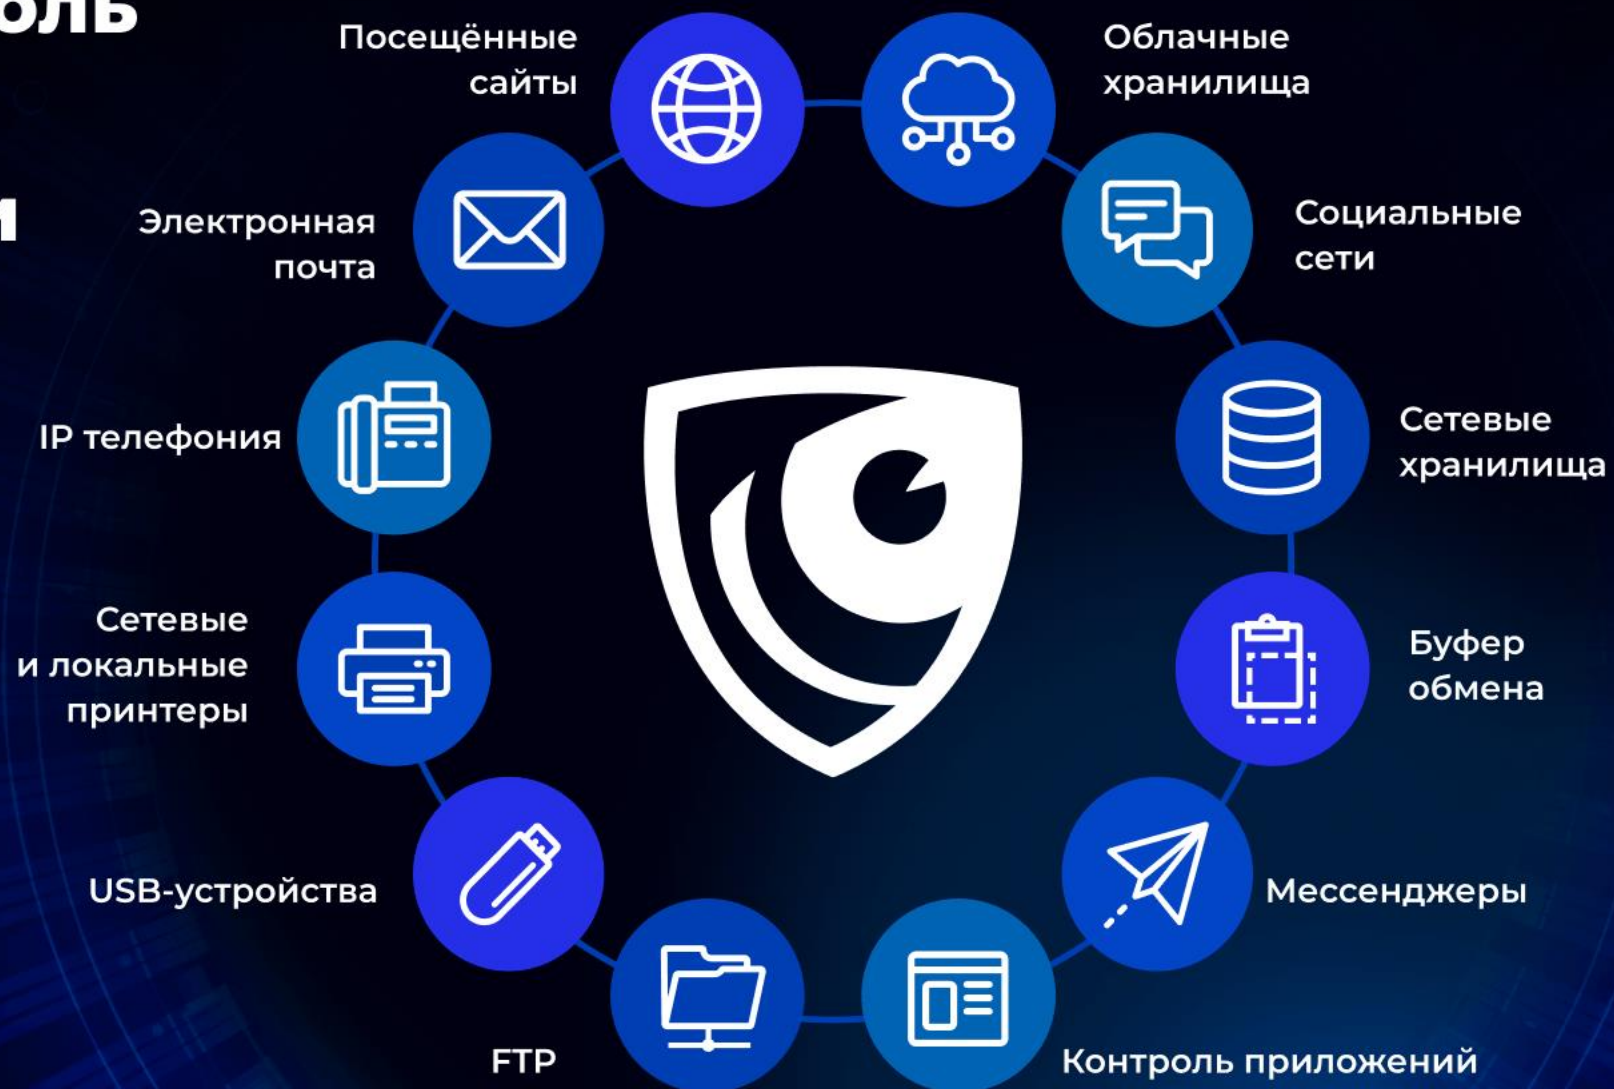 Посещённые
сайты
Облачные
хранилища
Электронная
почта
Социальные
сети
IP телефония
Сетевые
хранилища
Сетевые
и локальные
принтеры
Буфер
обмена
USB-устройства
Мессенджеры
FTP
Контроль приложений